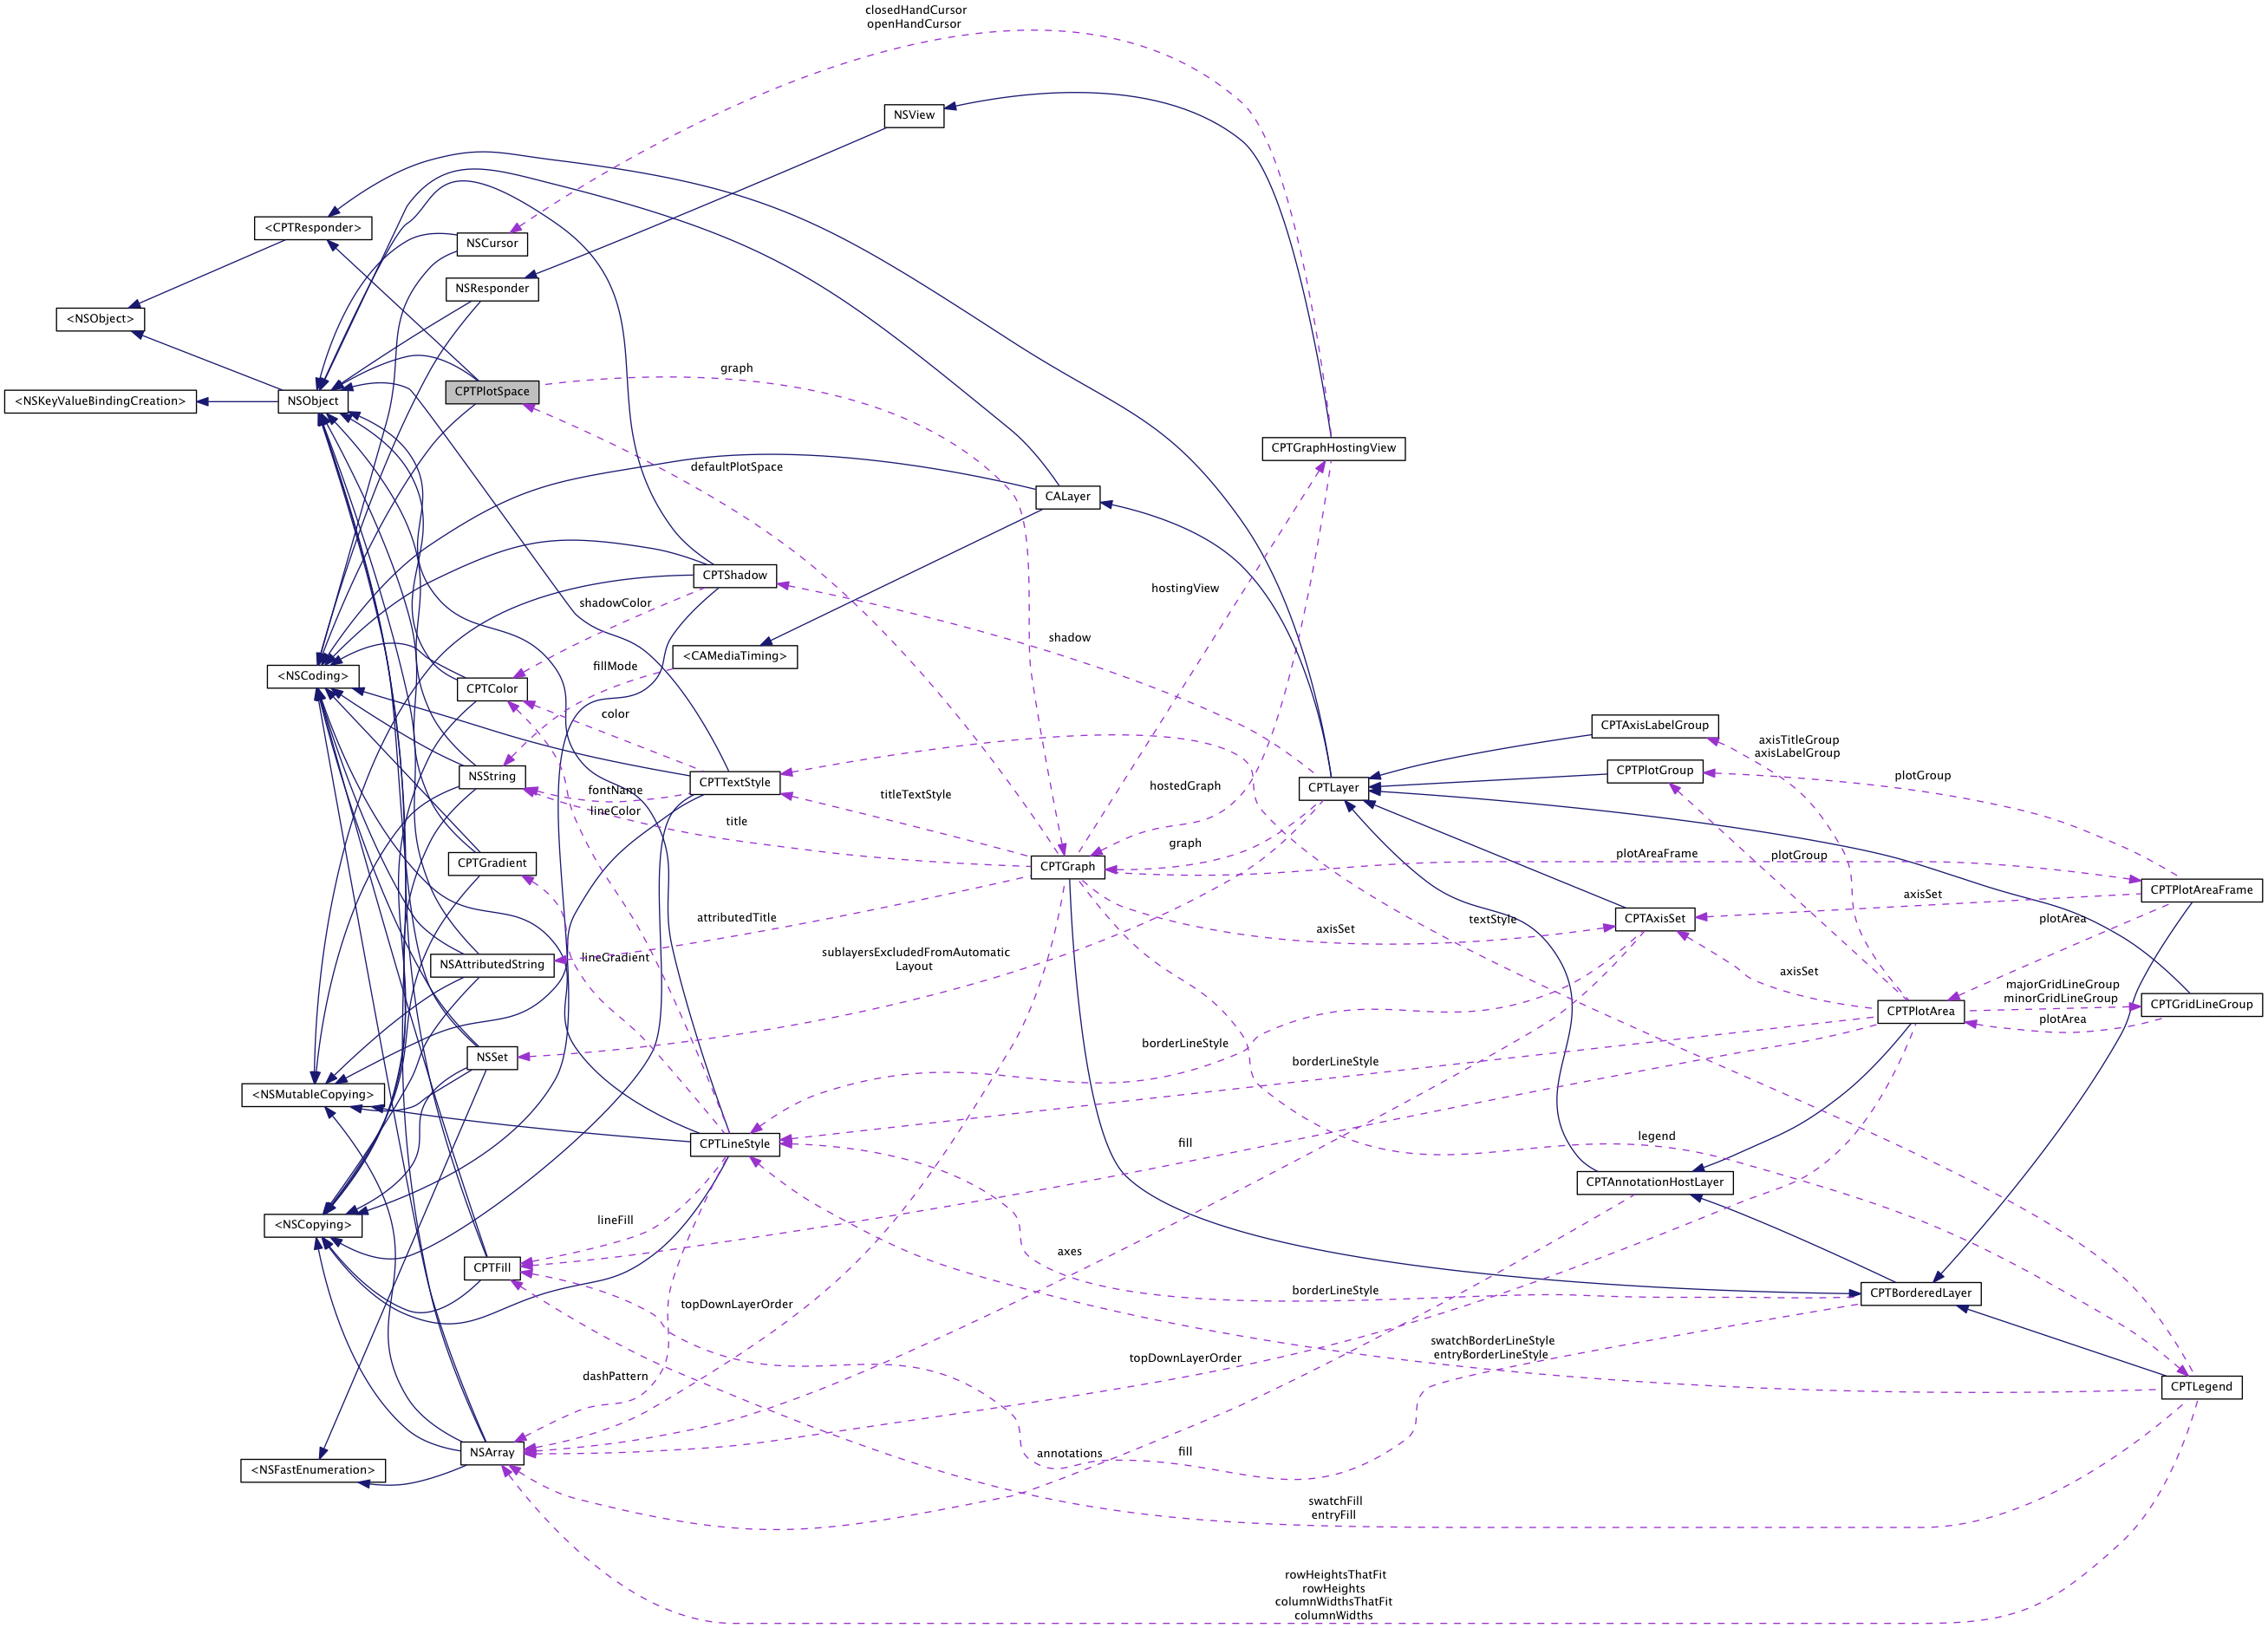 closedHandCursor
openHandCursor
NSView
<CPTResponder>
NSCursor
NSResponder
<NSObject>
graph
CPTPlotSpace
<NSKeyValueBindingCreation>
NSObject
CPTGraphHostingView
defaultPlotSpace
CALayer
CPTShadow
hostingView
shadowColor
shadow
<CAMediaTiming>
fillMode
<NSCoding>
CPTColor
color
CPTAxisLabelGroup
axisTitleGroup
axisLabelGroup
CPTPlotGroup
plotGroup
NSString
CPTTextStyle
fontName
hostedGraph
CPTLayer
titleTextStyle
lineColor
title
graph
plotAreaFrame
plotGroup
CPTGradient
CPTGraph
CPTPlotAreaFrame
axisSet
attributedTitle
textStyle
CPTAxisSet
plotArea
axisSet
sublayersExcludedFromAutomatic
Layout
lineGradient
NSAttributedString
axisSet
majorGridLineGroup
minorGridLineGroup
CPTGridLineGroup
CPTPlotArea
plotArea
borderLineStyle
NSSet
borderLineStyle
<NSMutableCopying>
CPTLineStyle
fill
legend
CPTAnnotationHostLayer
<NSCopying>
lineFill
axes
CPTFill
borderLineStyle
CPTBorderedLayer
topDownLayerOrder
swatchBorderLineStyle
entryBorderLineStyle
topDownLayerOrder
dashPattern
CPTLegend
NSArray
annotations
fill
<NSFastEnumeration>
swatchFill
entryFill
rowHeightsThatFit
rowHeights
columnWidthsThatFit
columnWidths